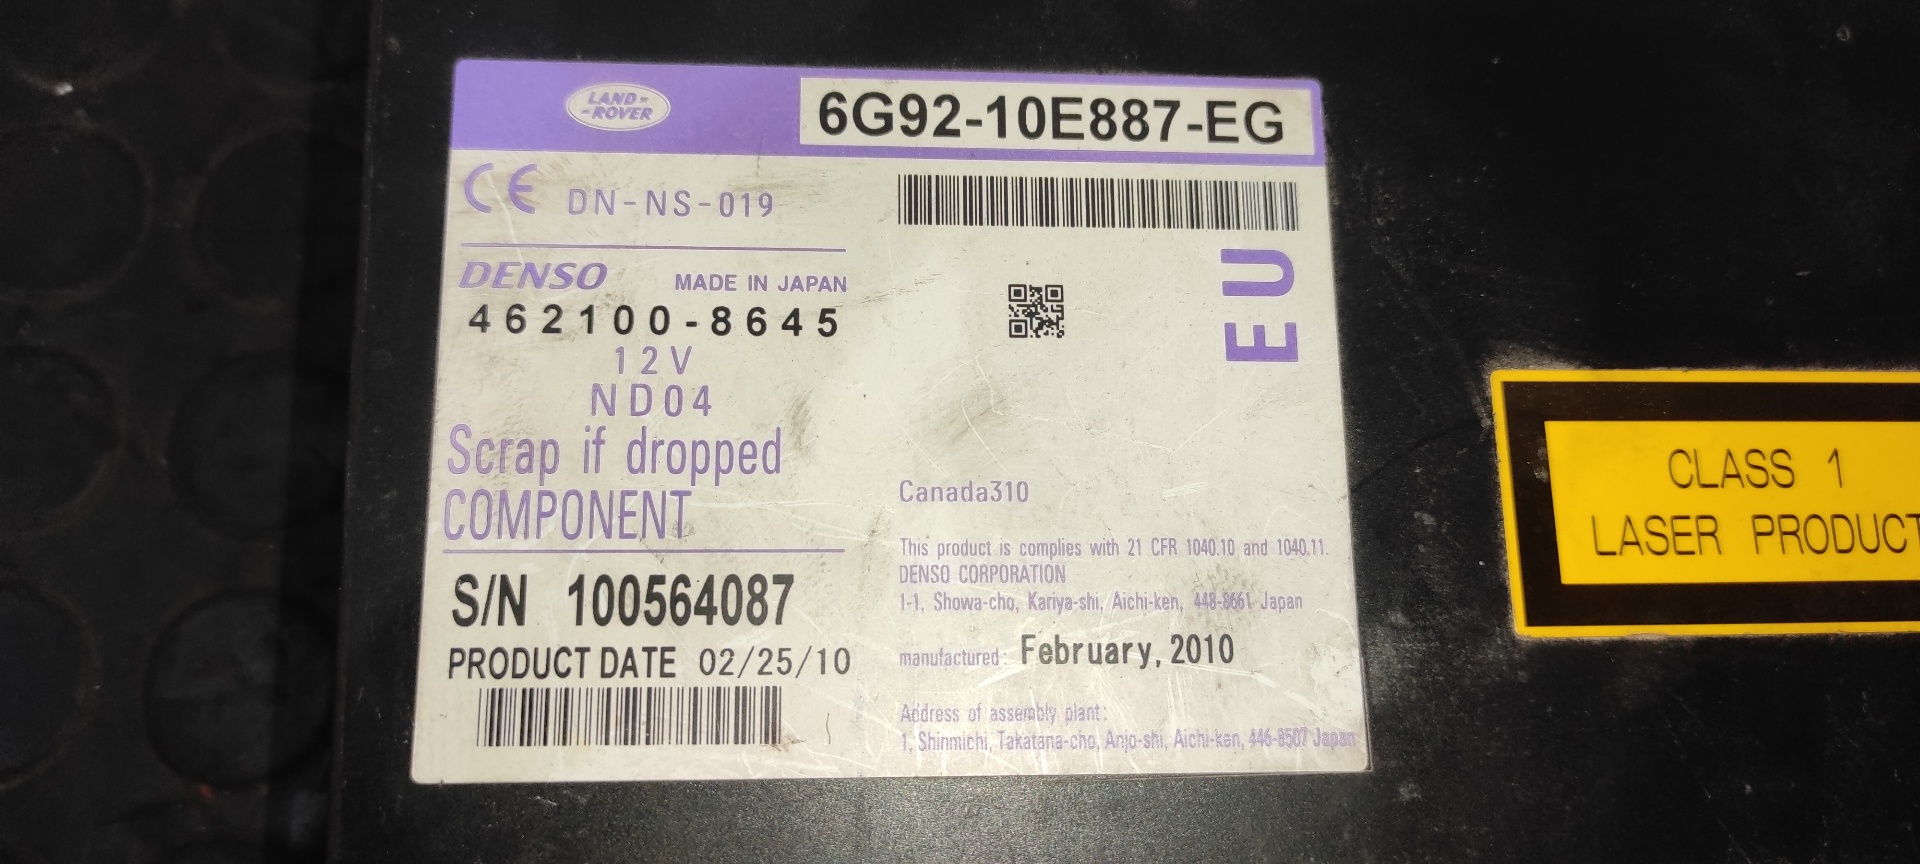 LAND-
-ROVER
6G92-10E887-EG
CE DN-NS-019
DENSO MADE IN JAPAN
462100-8645
12V
ND04
Scrap if dropped
COMPONENT
S/N 100564087
PRODUCT DATE 02/25/10
EU
Canada310
This product is complies with 21 CFR 1040.10 and 1040.11.
DENSO CORPORATION
1-1, Showa-cho, Kariya-shi, Aichi-ken, 448-8661 Japan
manufactured: February, 2010
Address of assembly plant:
1, Shinmichi, Takatana-cho, Anjo-shi, Aichi-ken, 446-8507 Japan
CLASS 1
LASER PRODUCT